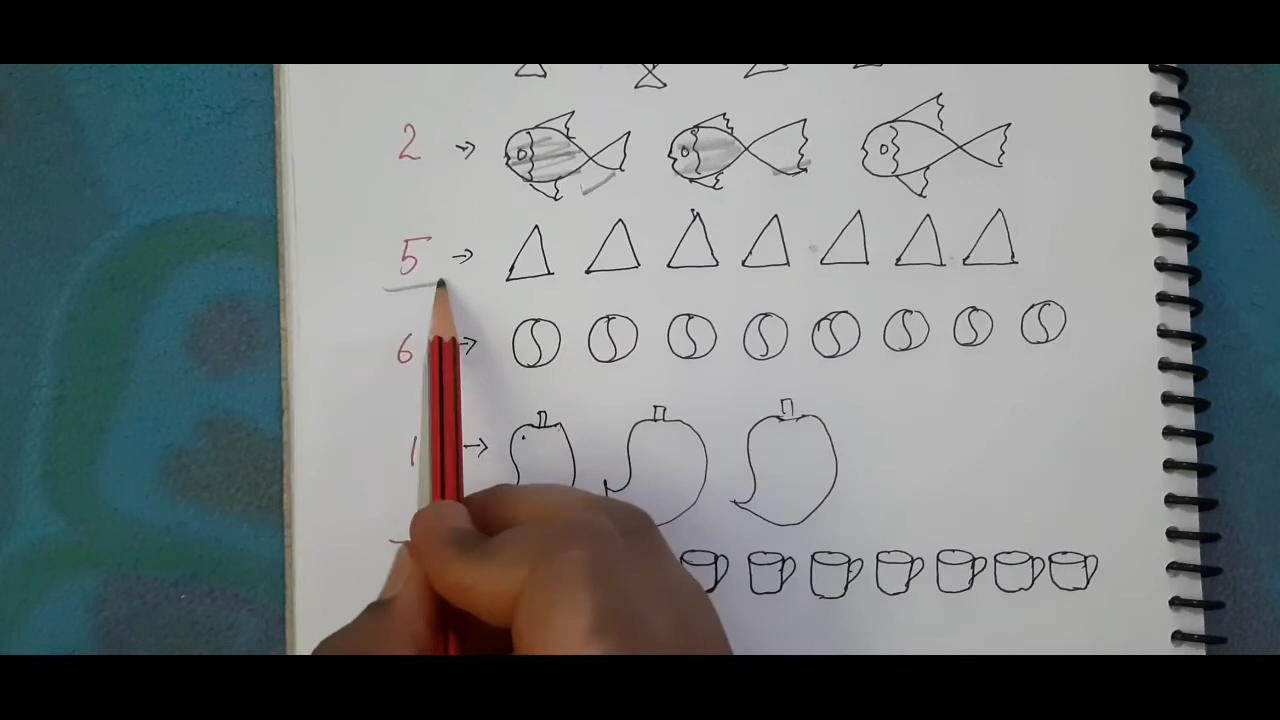 2 →
5 →
6 →
1 →